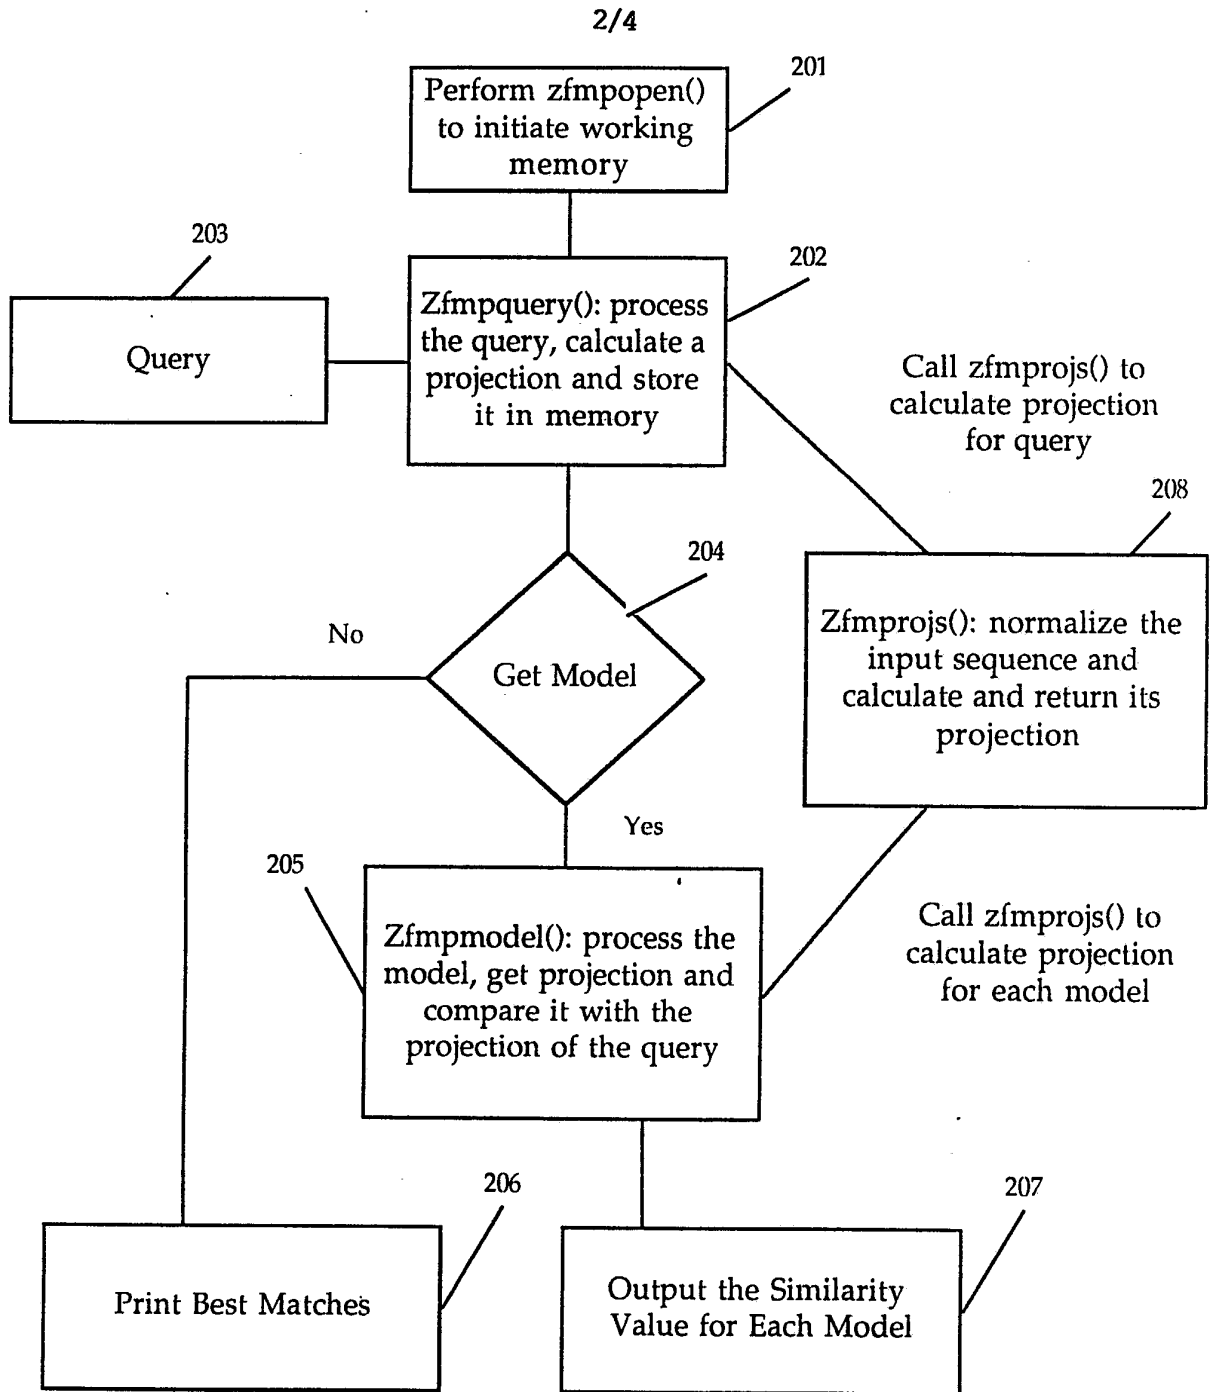 2/4
201
Perform zfmpopen()
to initiate working
memory
203
202
Query
Zfmpquery(): process
the query, calculate a
projection and store
it in memory
Call zfmprojs() to
calculate projection
for query
208
204
No
Get Model
Zfmprojs(): normalize the
input sequence and
calculate and return its
projection
Yes
205
Zfmpmodel(): process the
model, get projection and
compare it with the
projection of the query
Call zfmprojs() to
calculate projection
for each model
206
207
Print Best Matches
Output the Similarity
Value for Each Model